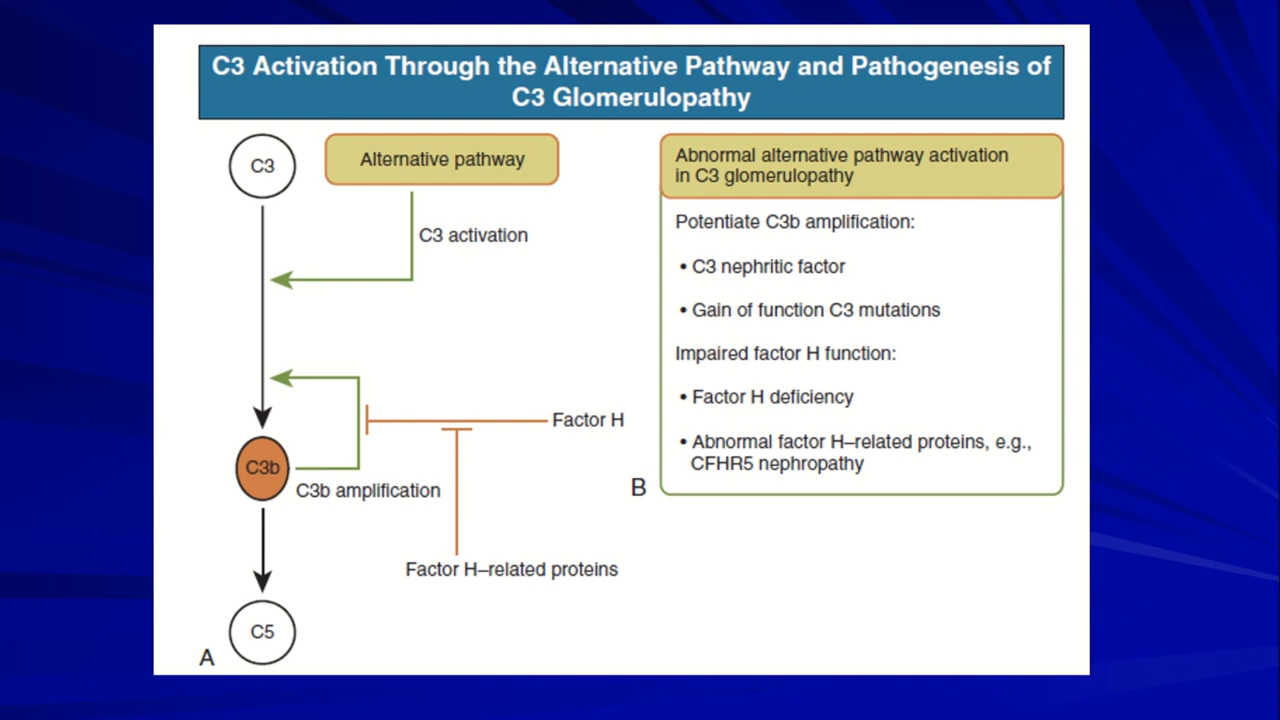 C3 Activation Through the Alternative Pathway and Pathogenesis of
C3 Glomerulopathy
C3
Alternative pathway
C3 activation
Factor H
C3b
C3b amplification
Factor H–related proteins
C5
A
Abnormal alternative pathway activation
in C3 glomerulopathy
Potentiate C3b amplification:
• C3 nephritic factor
• Gain of function C3 mutations
Impaired factor H function:
• Factor H deficiency
• Abnormal factor H–related proteins, e.g.,
CFHR5 nephropathy
B